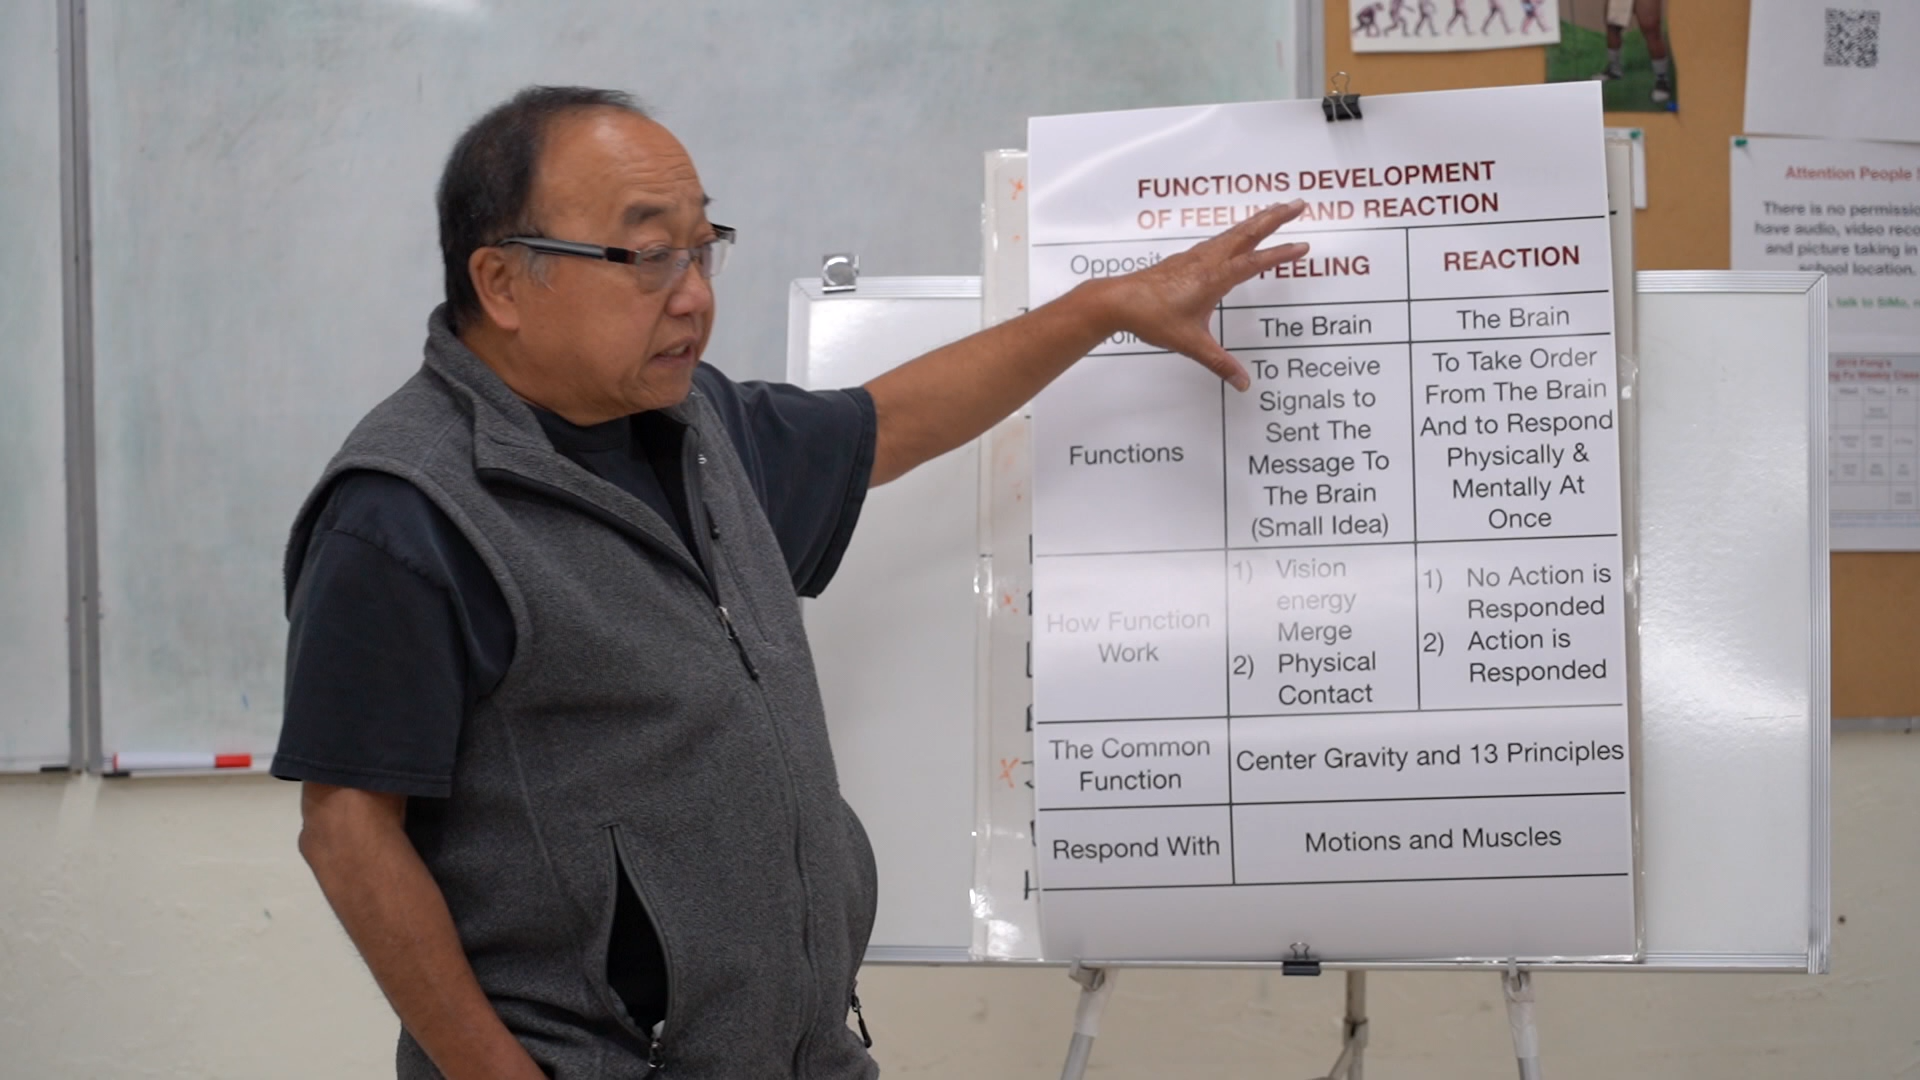 FUNCTIONS DEVELOPMENT
OF FEELING AND REACTION
FEELING
REACTION
The Brain
The Brain
Functions
To Receive
Signals to
Sent The
Message To
The Brain
(Small Idea)
To Take Order
From The Brain
And to Respond
Physically &
Mentally At
Once
How Function
Work
1) Vision
energy
Merge
2) Physical
Contact
1) No Action is
Responded
2) Action is
Responded
The Common
Function
Center Gravity and 13 Principles
Respond With
Motions and Muscles
Attention People
There is no
have audio, video
and picture taking in
school location.
talk to SiMo,